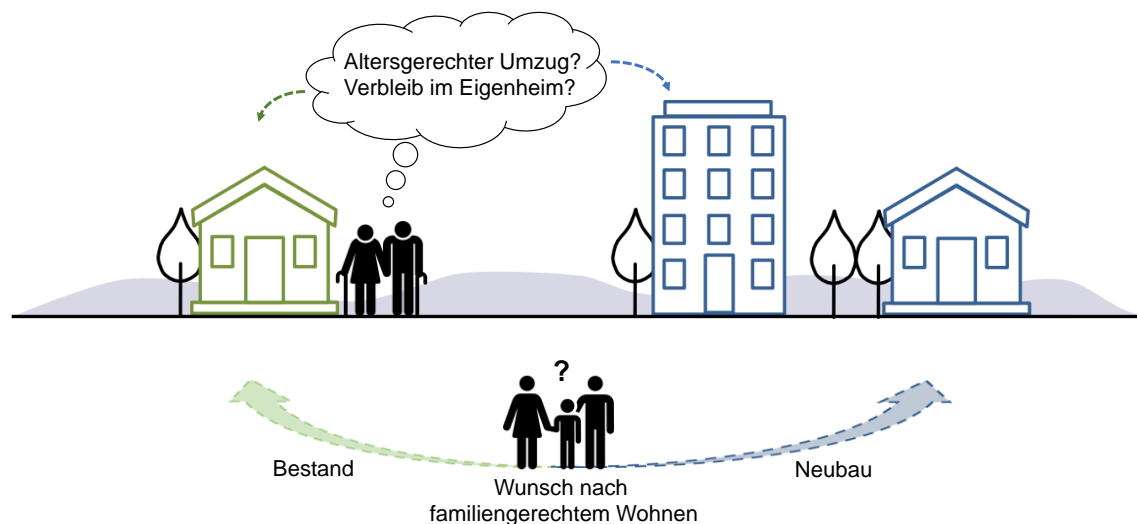 Altersgerechter Umzug?
Verbleib im Eigenheim?
?
Bestand
Neubau
Wunsch nach
familiengerechtem Wohnen